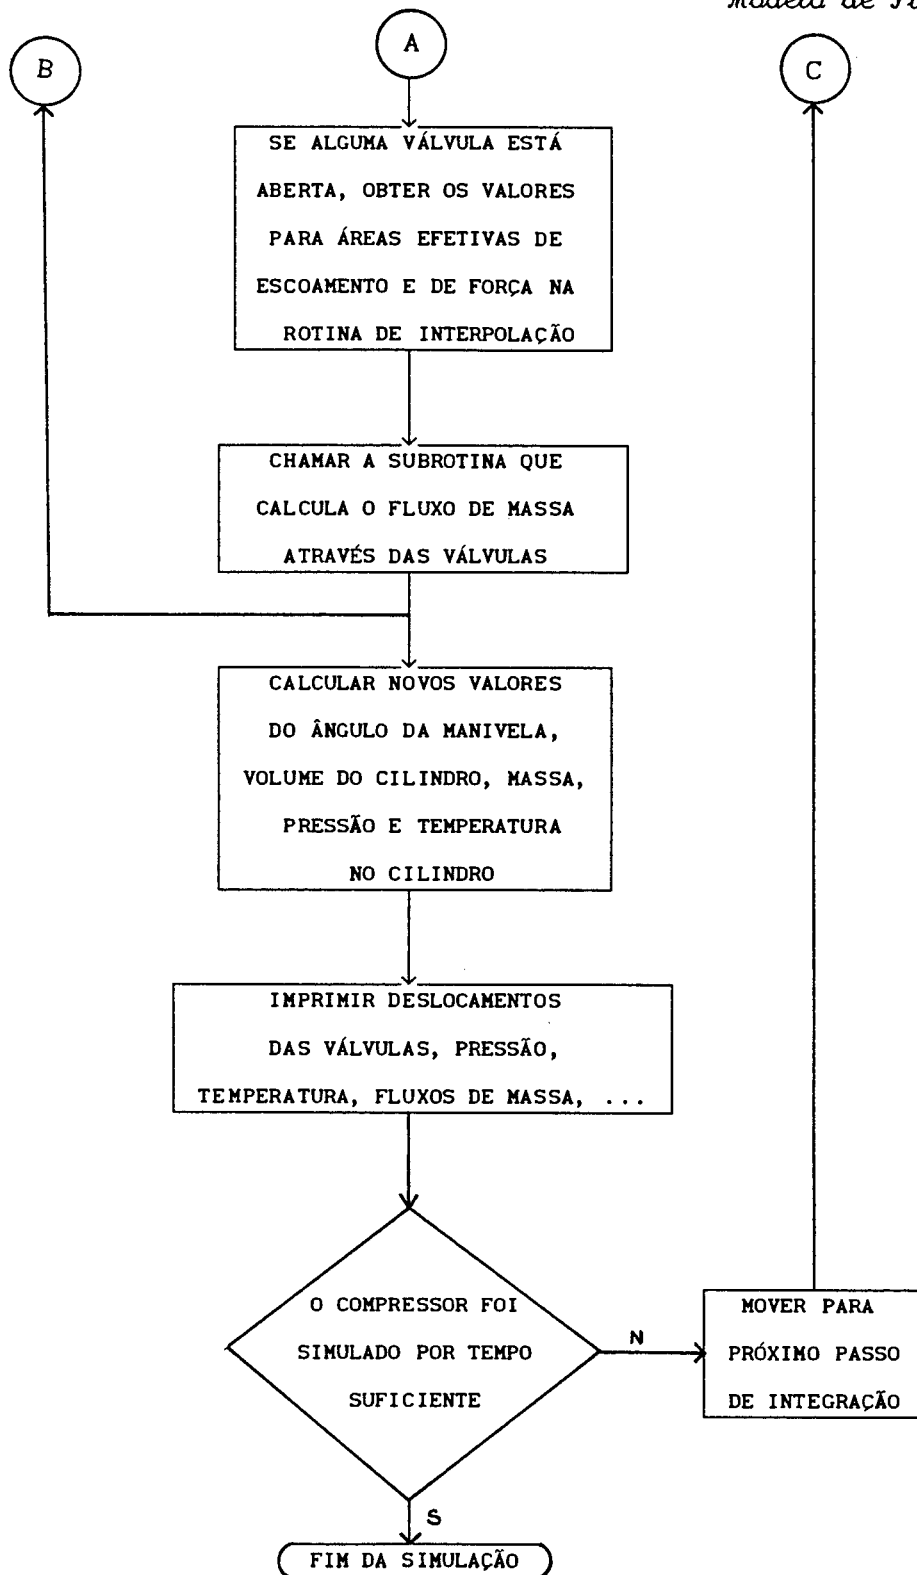 Modelo de
B
A
C
SE ALGUMA VÁLVULA ESTÁ
ABERTA, OBTER OS VALORES
PARA ÁREAS EFETIVAS DE
ESCOAMENTO E DE FORÇA NA
ROTINA DE INTERPOLAÇÃO
CHAMAR A SUBROTINA QUE
CALCULA O FLUXO DE MASSA
ATRAVÉS DAS VÁLVULAS
CALCULAR NOVOS VALORES
DO ÂNGULO DA MANIVELA,
VOLUME DO CILINDRO, MASSA,
PRESSÃO E TEMPERATURA
NO CILINDRO
IMPRIMIR DESLOCAMENTOS
DAS VÁLVULAS, PRESSÃO,
TEMPERATURA, FLUXOS DE MASSA, ...
O COMPRESSOR FOI
SIMULADO POR TEMPO
SUFICIENTE
N
MOVER PARA
PRÓXIMO PASSO
DE INTEGRAÇÃO
S
FIM DA SIMULAÇÃO